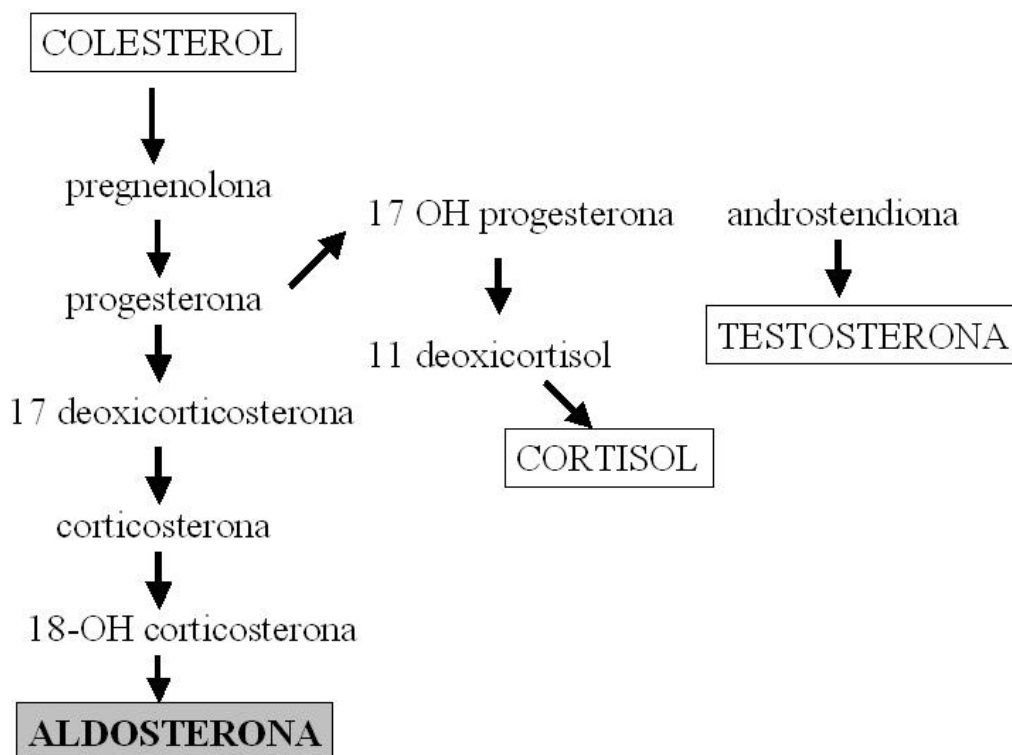 COLESTEROL
pregnenolona
17 OH progesterona
androstendiona
progesterona
11 deoxicortisol
TESTOSTERONA
17 deoxicorticosterona
CORTISOL
corticosterona
18-OH corticosterona
ALDOSTERONA